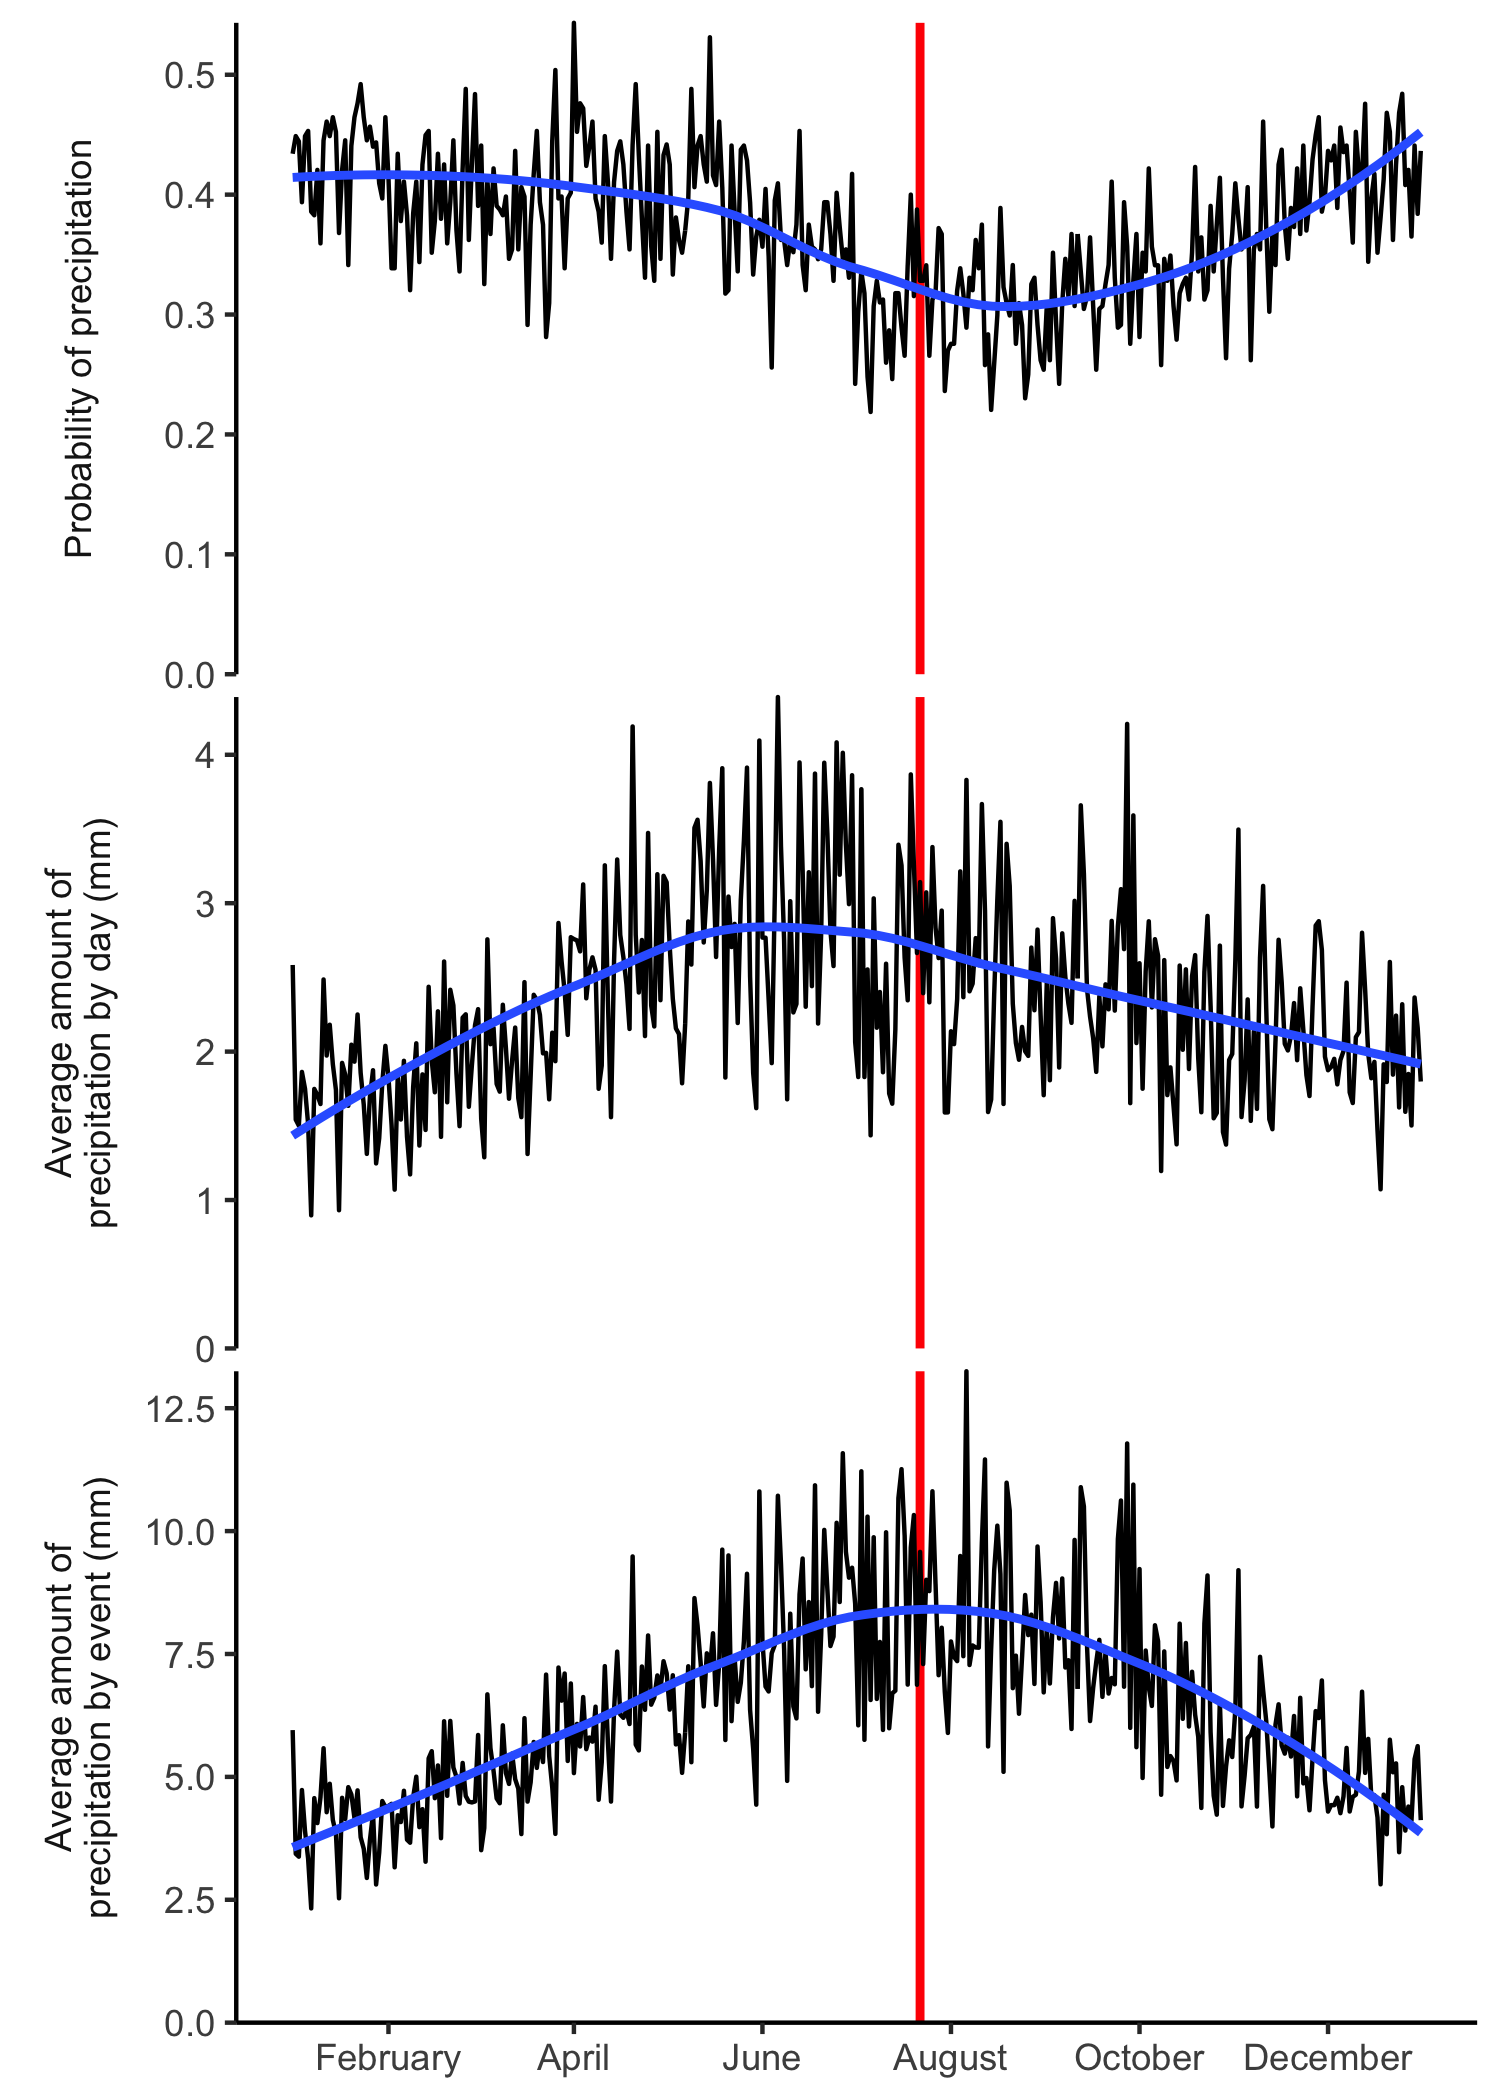 Probability of precipitation
0.5
0.4
0.3
0.2
0.1
0.0
Average amount of
precipitation by day (mm)
4
3
2
1
0
Average amount of
precipitation by event (mm)
12.5
10.0
7.5
5.0
2.5
0.0
February April June August October December